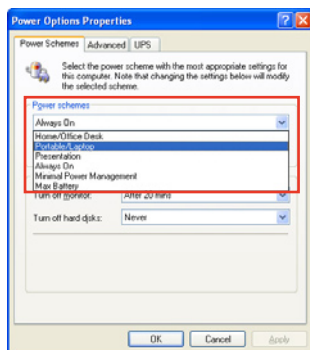 Power Options Properties
Power Schemes Advanced UPS
Select the power scheme with the most appropriate settings for
this computer. Note that changing the settings below will modify
the selected scheme.
Power schemes
Always On
Home/Office Desk
Portable/Laptop
Presentation
Always On
Minimal Power Management
Max Battery
Turn off monitor: After 20 mins
Turn off hard disks: Never
OK Cancel Apply